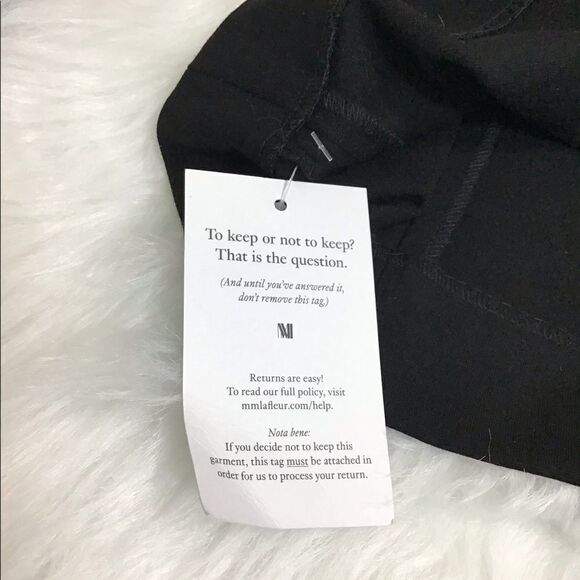 To keep or not to keep?
That is the question.
(And until you've answered it,
don't remove this tag.)
Returns are easy!
To read our full policy, visit
mmlafleur.com/help.
Nota bene:
If you decide not to keep this
garment, this tag must be attached in
order for us to process your return.